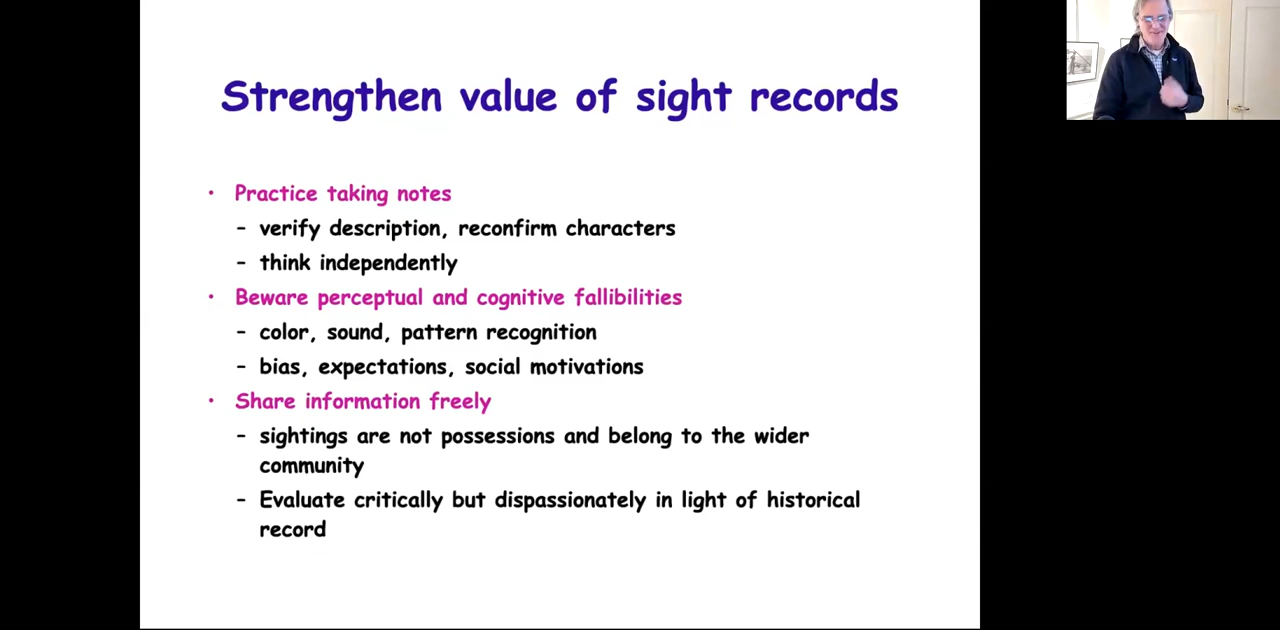 Strengthen value of sight records
• Practice taking notes
– verify description, reconfirm characters
– think independently
• Beware perceptual and cognitive fallibilities
– color, sound, pattern recognition
– bias, expectations, social motivations
• Share information freely
– sightings are not possessions and belong to the wider
community
– Evaluate critically but dispassionately in light of historical
record